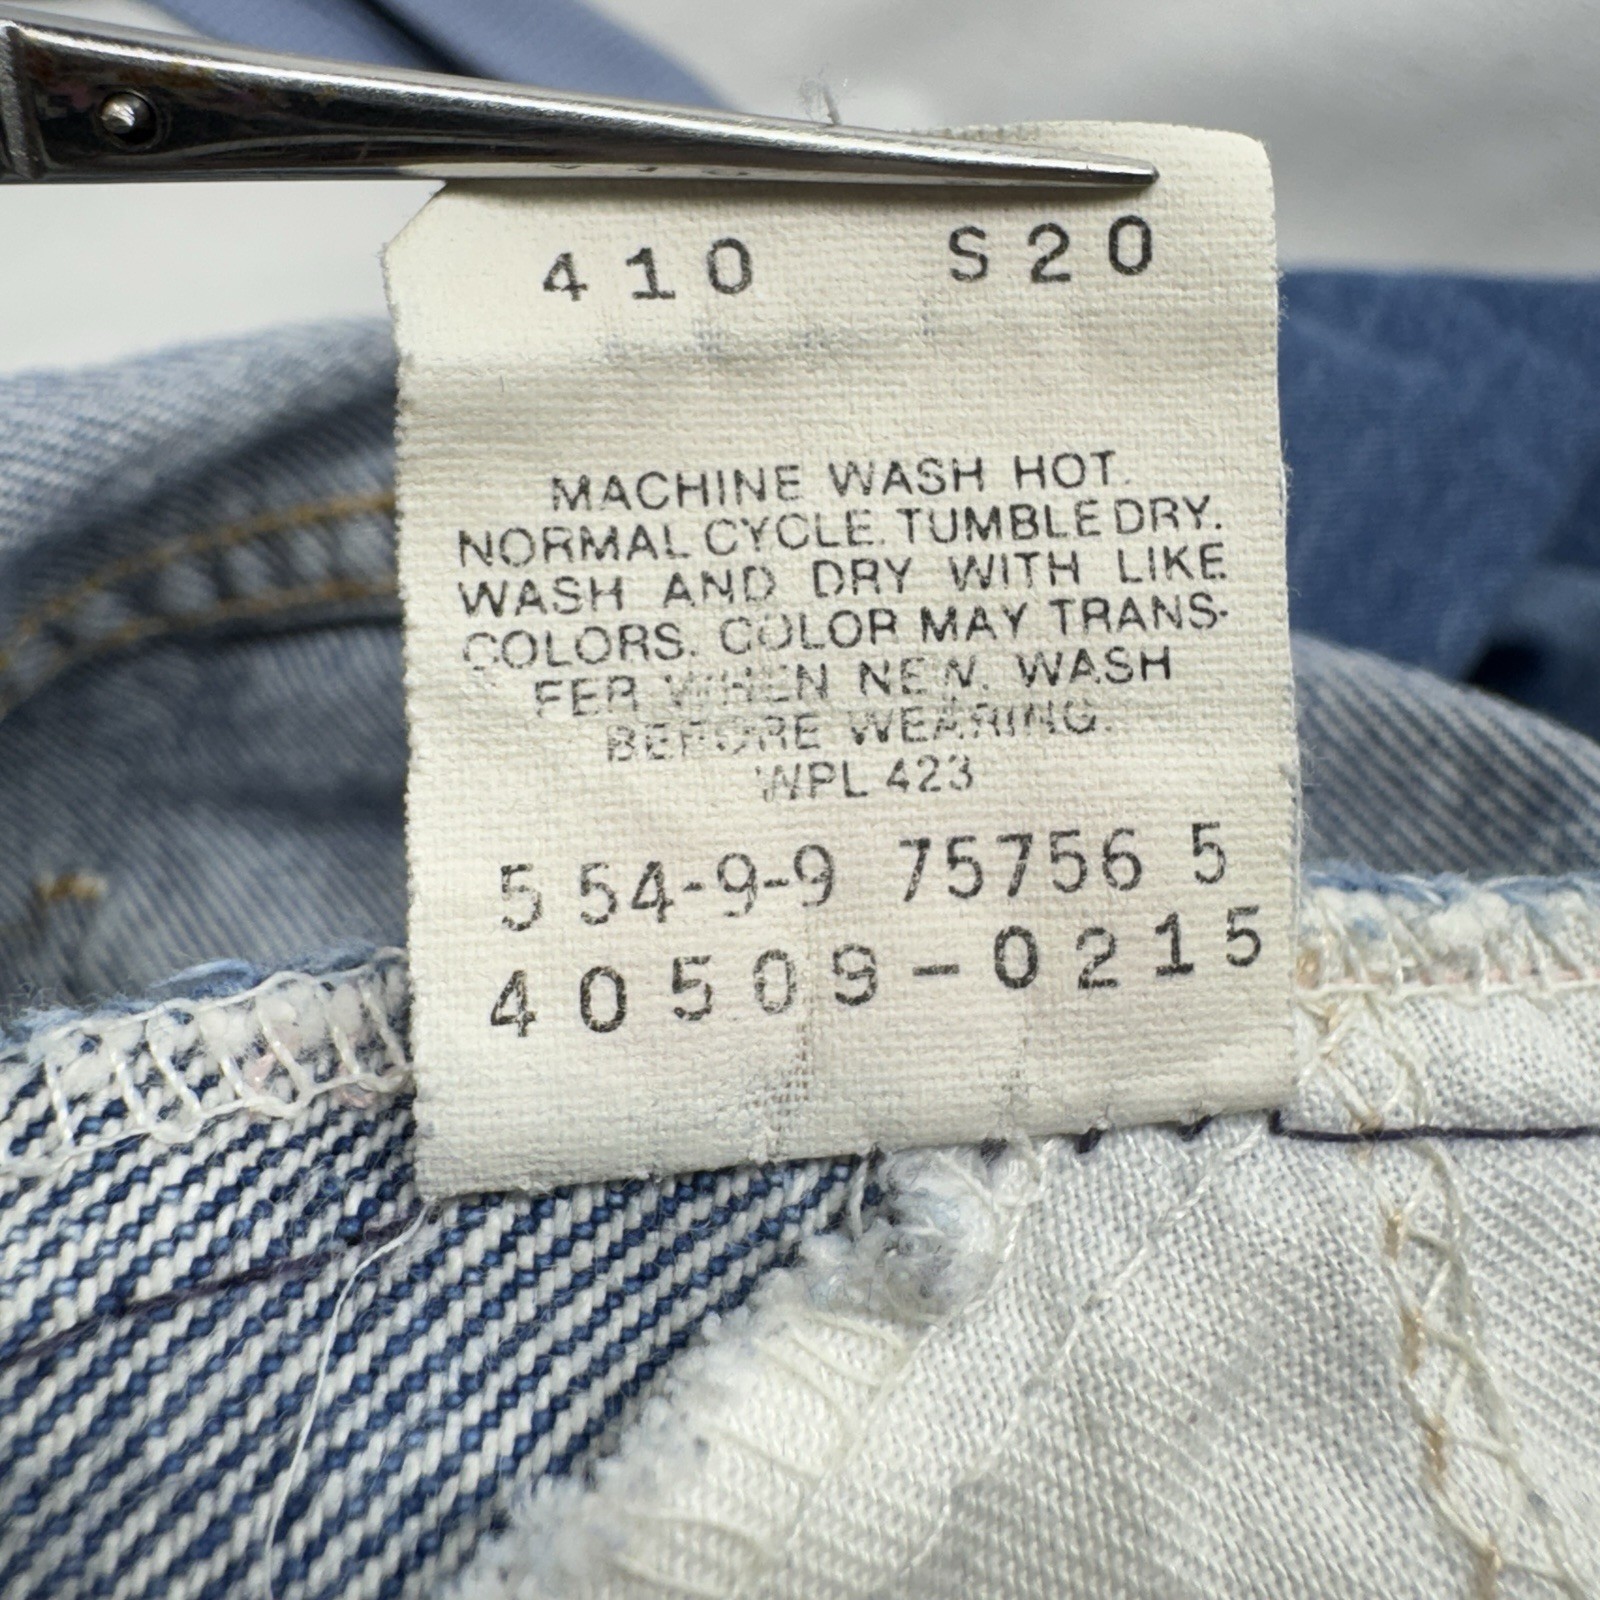 410 S20
MACHINE WASH HOT.
NORMAL CYCLE. TUMBLE DRY.
WASH AND DRY WITH LIKE
COLORS. COLOR MAY TRANS-
FER WHEN NEW. WASH
BEFORE WEARING.
WPL 423
5 54-9-9 75756 5
40509-0215